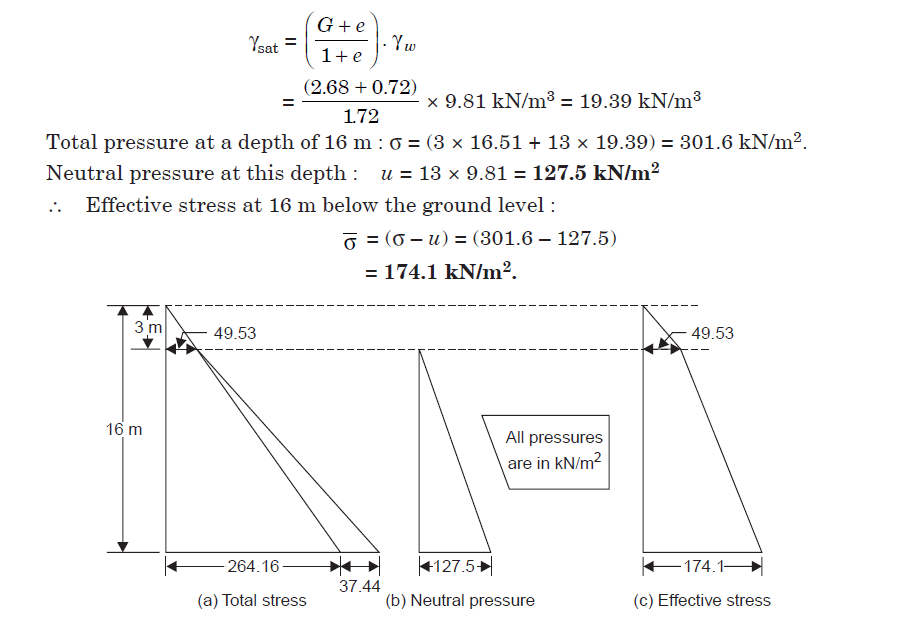 γsat = ((G + e)/(1 + e)) . γw
= (2.68 + 0.72)/1.72 × 9.81 kN/m³ = 19.39 kN/m³
Total pressure at a depth of 16 m : σ = (3 × 16.51 + 13 × 19.39) = 301.6 kN/m².
Neutral pressure at this depth : u = 13 × 9.81 = 127.5 kN/m²
∴ Effective stress at 16 m below the ground level :
σ̅ = (σ – u) = (301.6 – 127.5)
= 174.1 kN/m².
3 m
49.53
49.53
16 m
All pressures
are in kN/m²
264.16
37.44
127.5
174.1
(a) Total stress
(b) Neutral pressure
(c) Effective stress